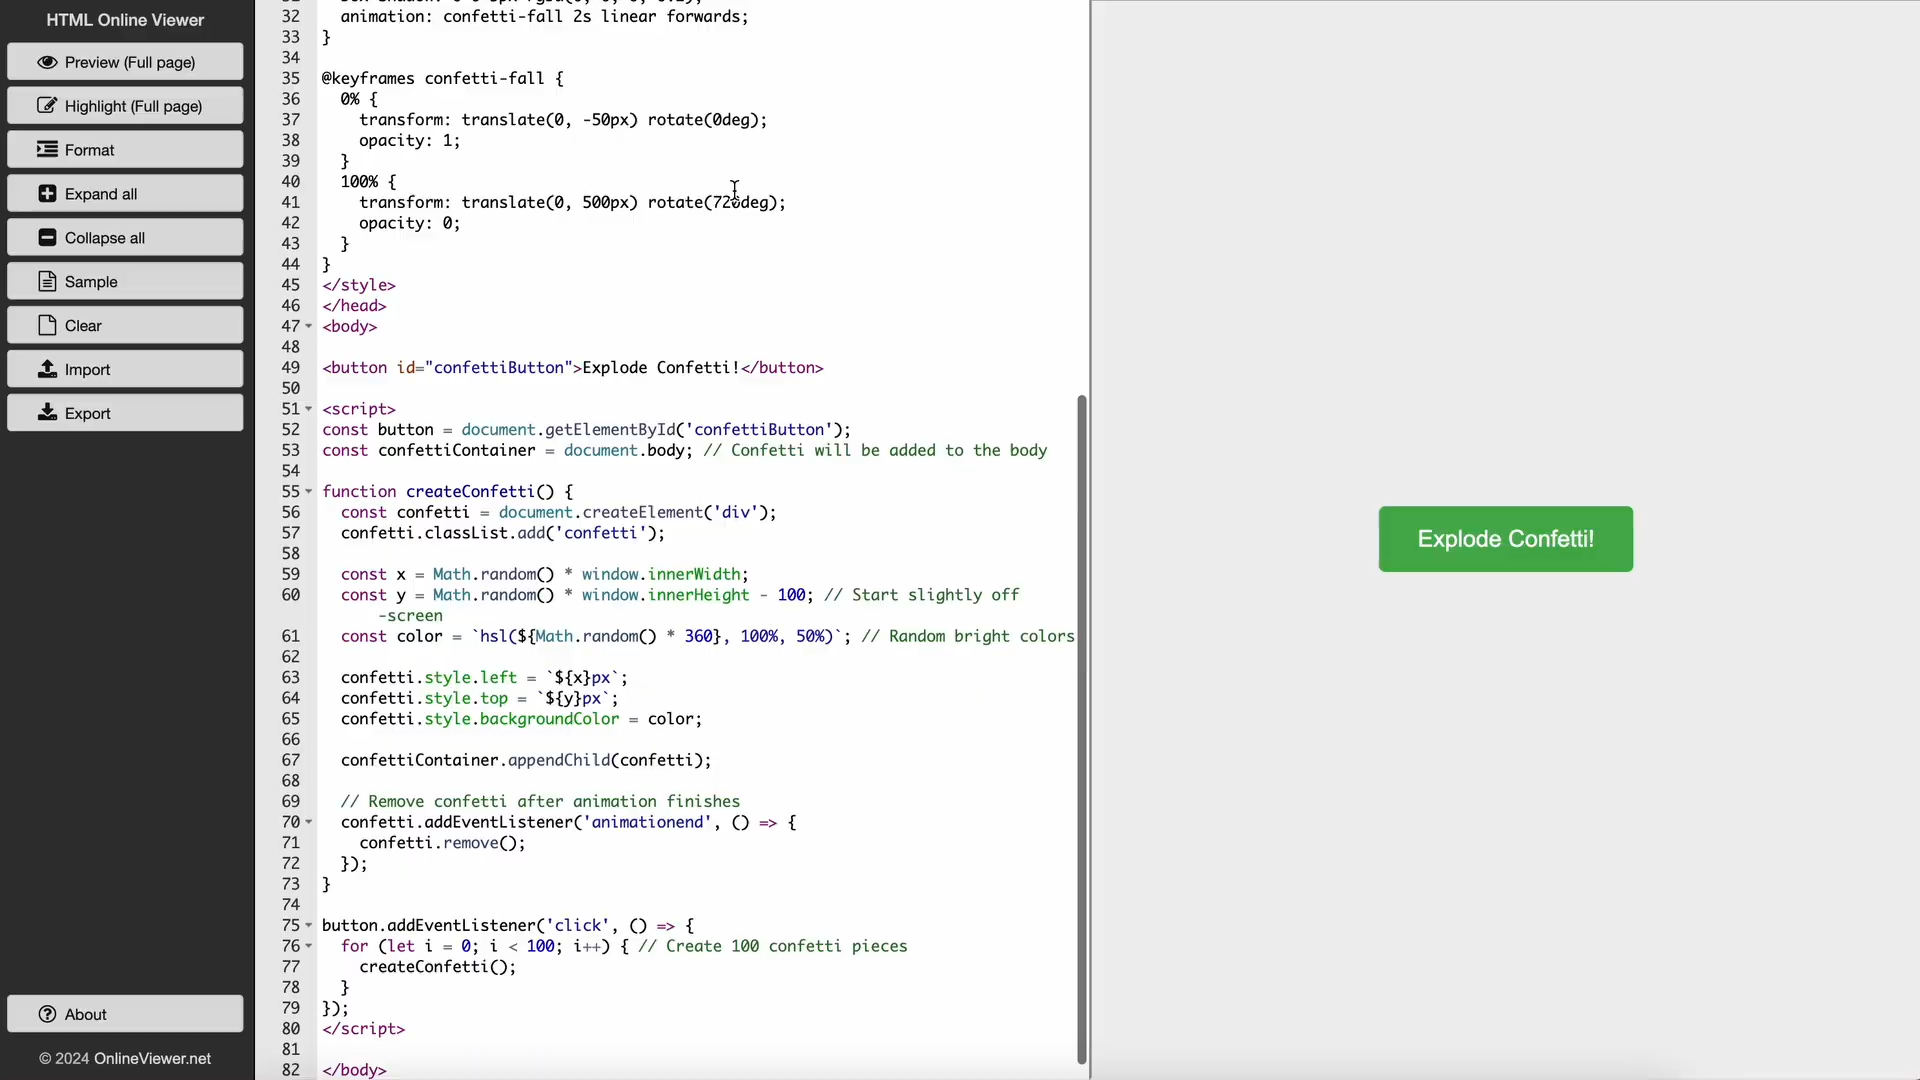 HTML Online Viewer
Preview (Full page)
Highlight (Full page)
Format
Expand all
Collapse all
Sample
Clear
Import
Export
About
© 2024 OnlineViewer.net
32 animation: confetti-fall 2s linear forwards;
33 }
34
35 @keyframes confetti-fall {
36 0% {
37 transform: translate(0, -50px) rotate(0deg);
38 opacity: 1;
39 }
40 100% {
41 transform: translate(0, 500px) rotate(720deg);
42 opacity: 0;
43 }
44 }
45 </style>
46 </head>
47 <body>
48
49 <button id="confettiButton">Explode Confetti!</button>
50
51 <script>
52 const button = document.getElementById('confettiButton');
53 const confettiContainer = document.body; // Confetti will be added to the body
54
55 function createConfetti() {
56 const confetti = document.createElement('div');
57 confetti.classList.add('confetti');
58
59 const x = Math.random() * window.innerWidth;
60 const y = Math.random() * window.innerHeight - 100; // Start slightly off
-screen
61 const color = `hsl(${Math.random() * 360}, 100%, 50%)`; // Random bright colors
62
63 confetti.style.left = `${x}px`;
64 confetti.style.top = `${y}px`;
65 confetti.style.backgroundColor = color;
66
67 confettiContainer.appendChild(confetti);
68
69 // Remove confetti after animation finishes
70 confetti.addEventListener('animationend', () => {
71 confetti.remove();
72 });
73 }
74
75 button.addEventListener('click', () => {
76 for (let i = 0; i < 100; i++) { // Create 100 confetti pieces
77 createConfetti();
78 }
79 });
80 </script>
81
82 </body>
Explode Confetti!